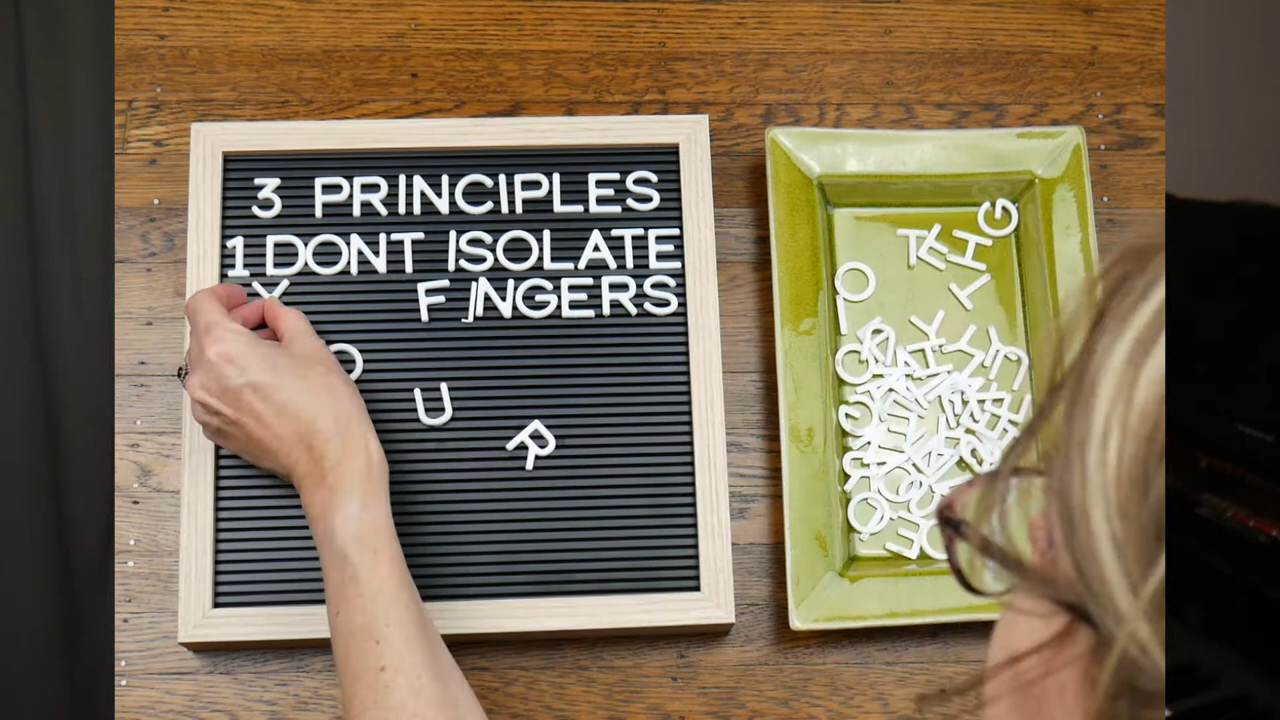 3 PRINCIPLES
1 DONT ISOLATE
Y FINGERS
O
U
R